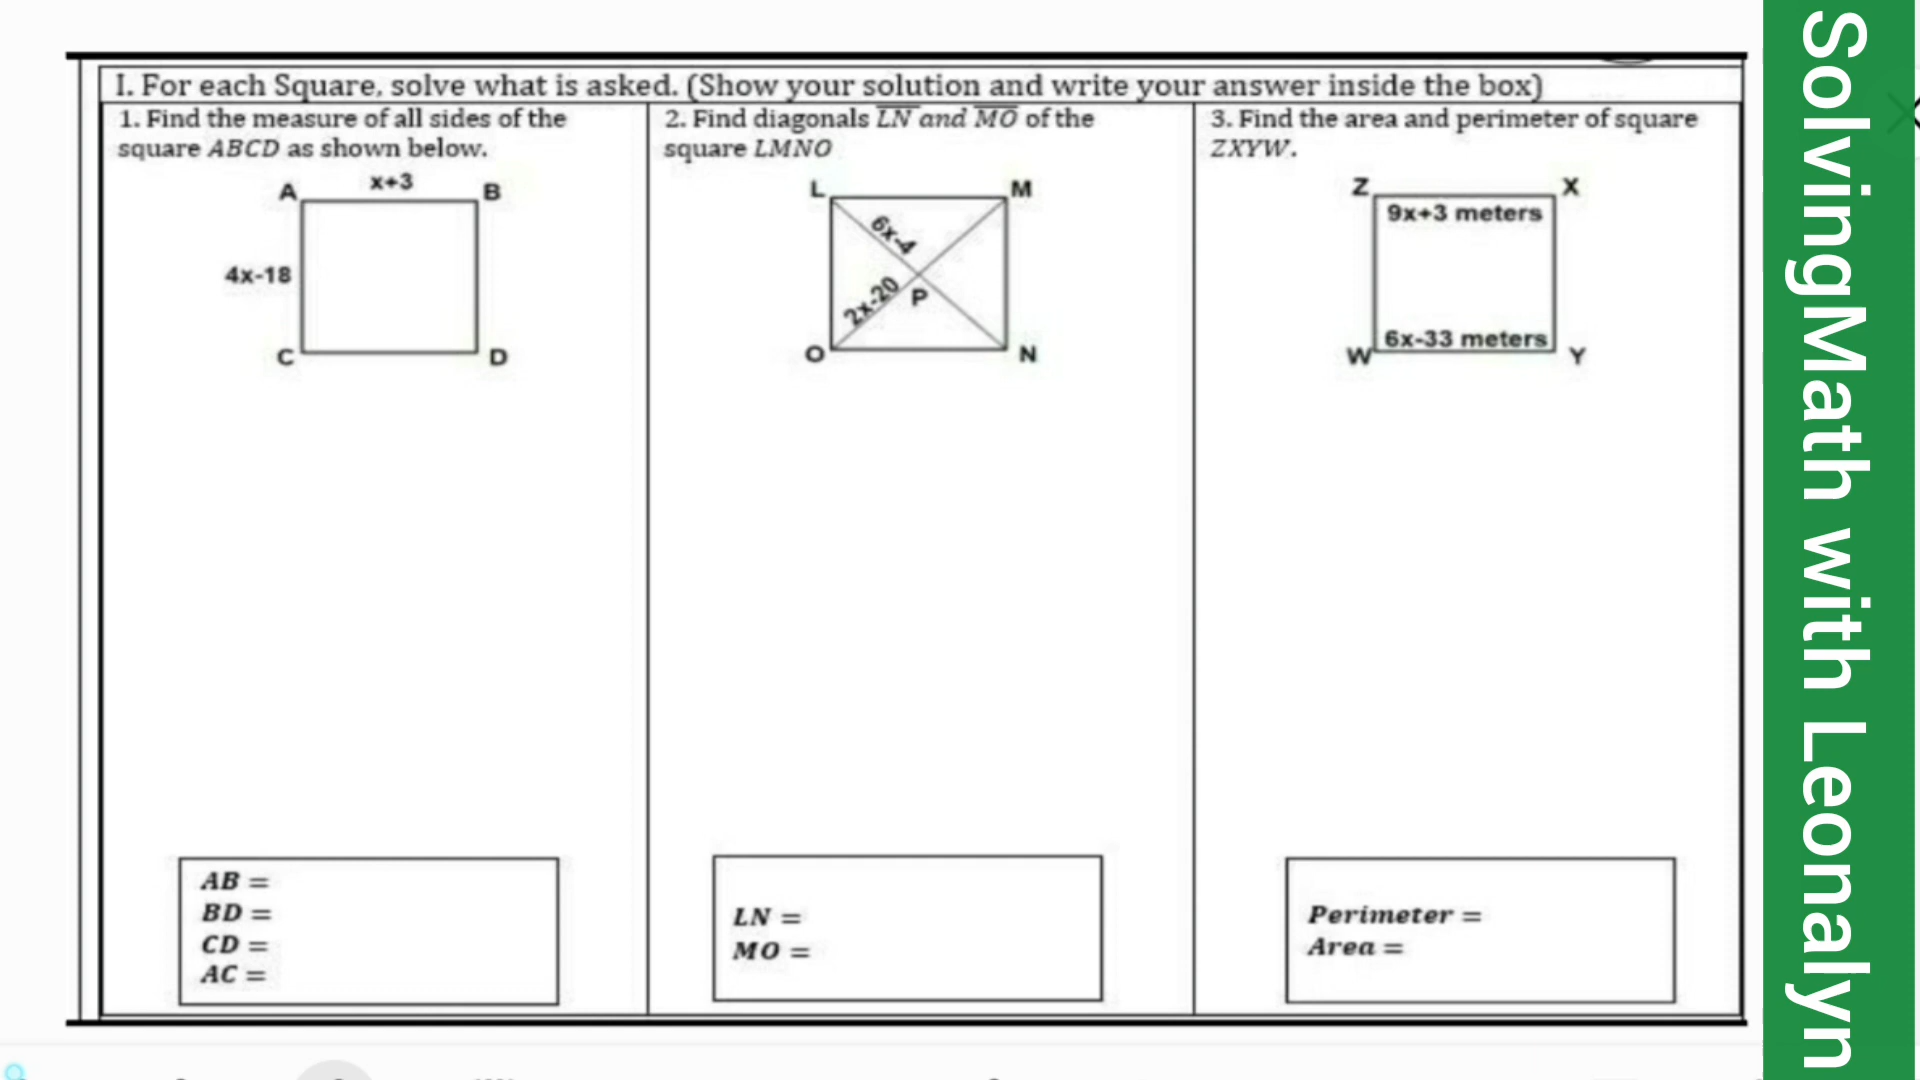 I. For each Square, solve what is asked. (Show your solution and write your answer inside the box)
1. Find the measure of all sides of the
square ABCD as shown below.
x+3
A
B
4x-18
C
D
AB =
BD =
CD =
AC =
2. Find diagonals LN and MO of the
square LMNO
L
M
6x-4
2x-20
P
O
N
LN =
MO =
3. Find the area and perimeter of square
ZXYW.
Z
X
9x+3 meters
6x-33 meters
W
Y
Perimeter =
Area =
SolvingMath with Leonalyn